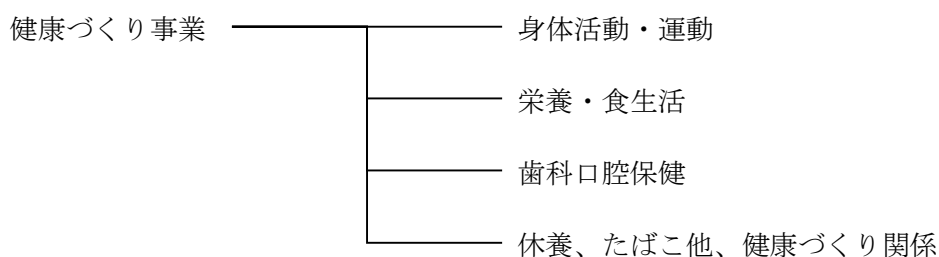 健康づくり事業
身体活動・運動
栄養・食生活
歯科口腔保健
休養、たばこ他、健康づくり関係